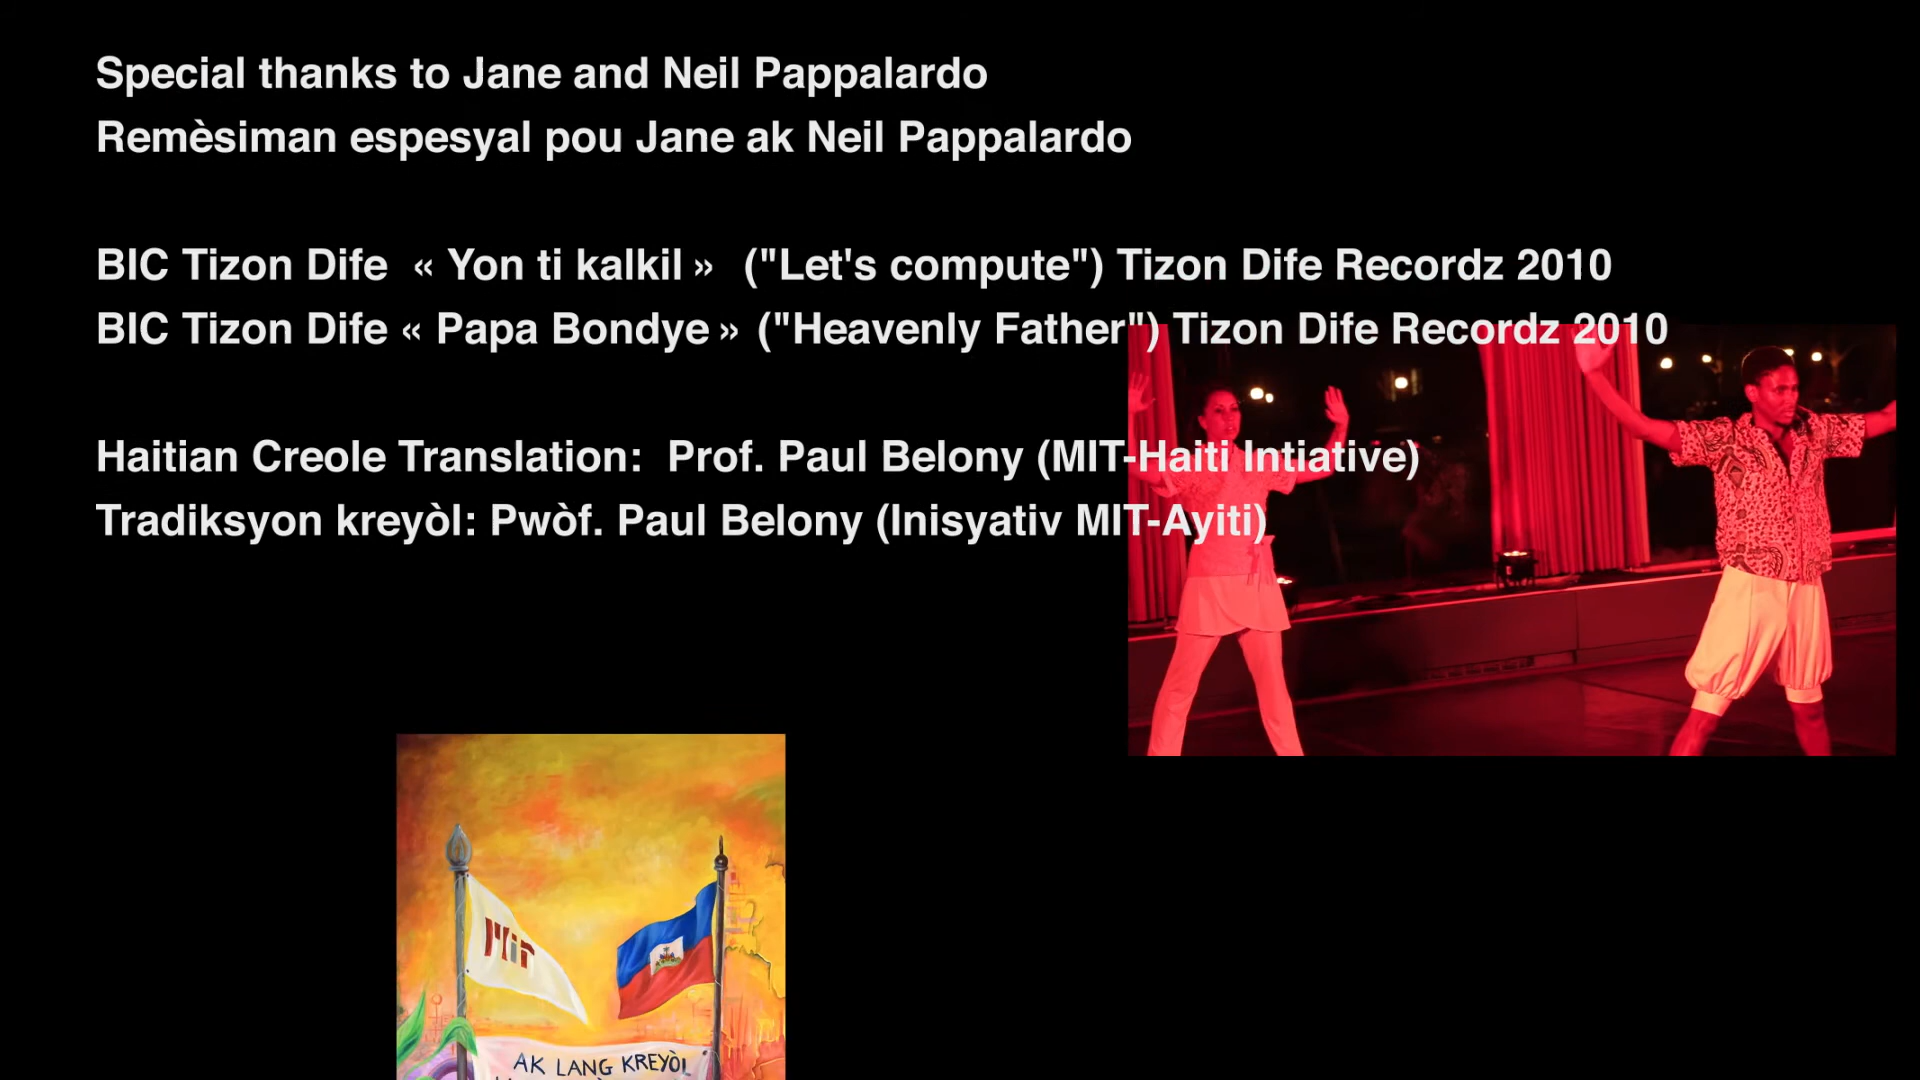 Special thanks to Jane and Neil Pappalardo
Remèsiman espesyal pou Jane ak Neil Pappalardo
BIC Tizon Dife « Yon ti kalkil » ("Let's compute") Tizon Dife Recordz 2010
BIC Tizon Dife « Papa Bondye » ("Heavenly Father") Tizon Dife Recordz 2010
Haitian Creole Translation: Prof. Paul Belony (MIT-Haiti Intiative)
Tradiksyon kreyòl: Pwòf. Paul Belony (Inisyativ MIT-Ayiti)
MIT
AK LANG KREYÒL